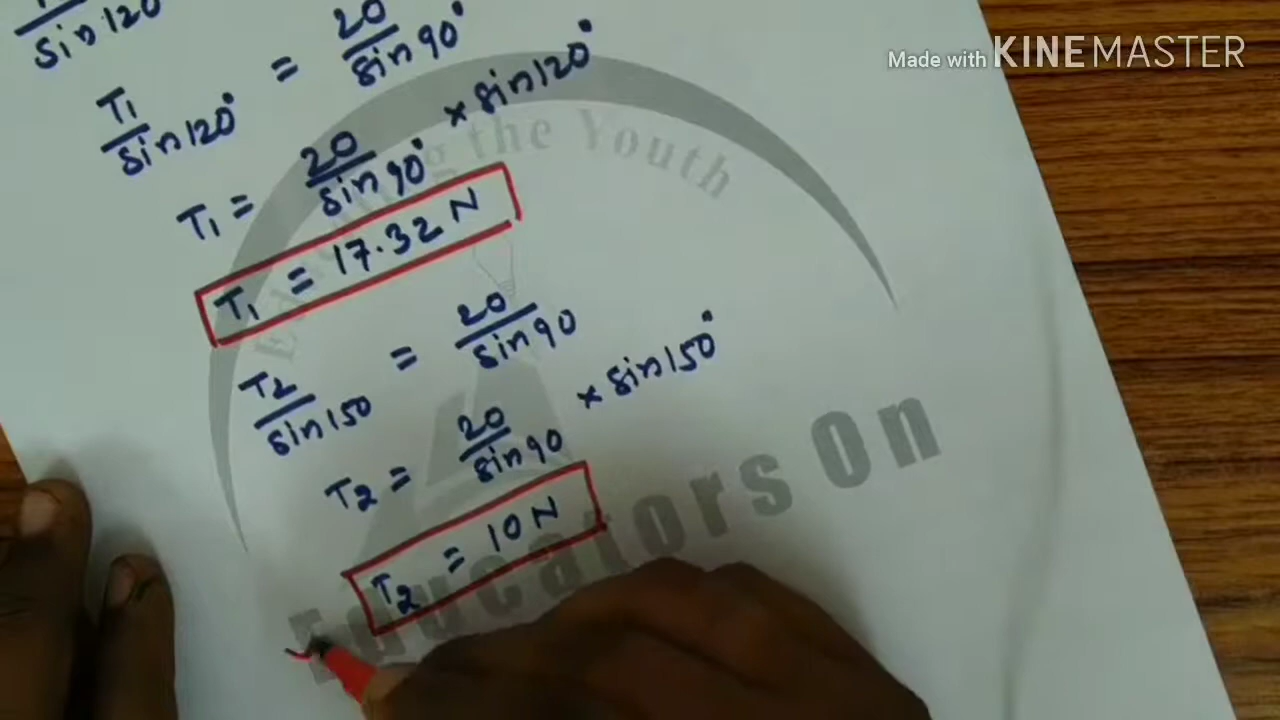 Made with KINEMASTER
sin 120
T₁/sin 120° = 20/sin 90°
T₁ = 20/sin 90° × sin 120°
T₁ = 17.32 N
T₂/sin 150 = 20/sin 90
T₂ = 20/sin 90 × sin 150°
T₂ = 10 N
the Youth
Educators On